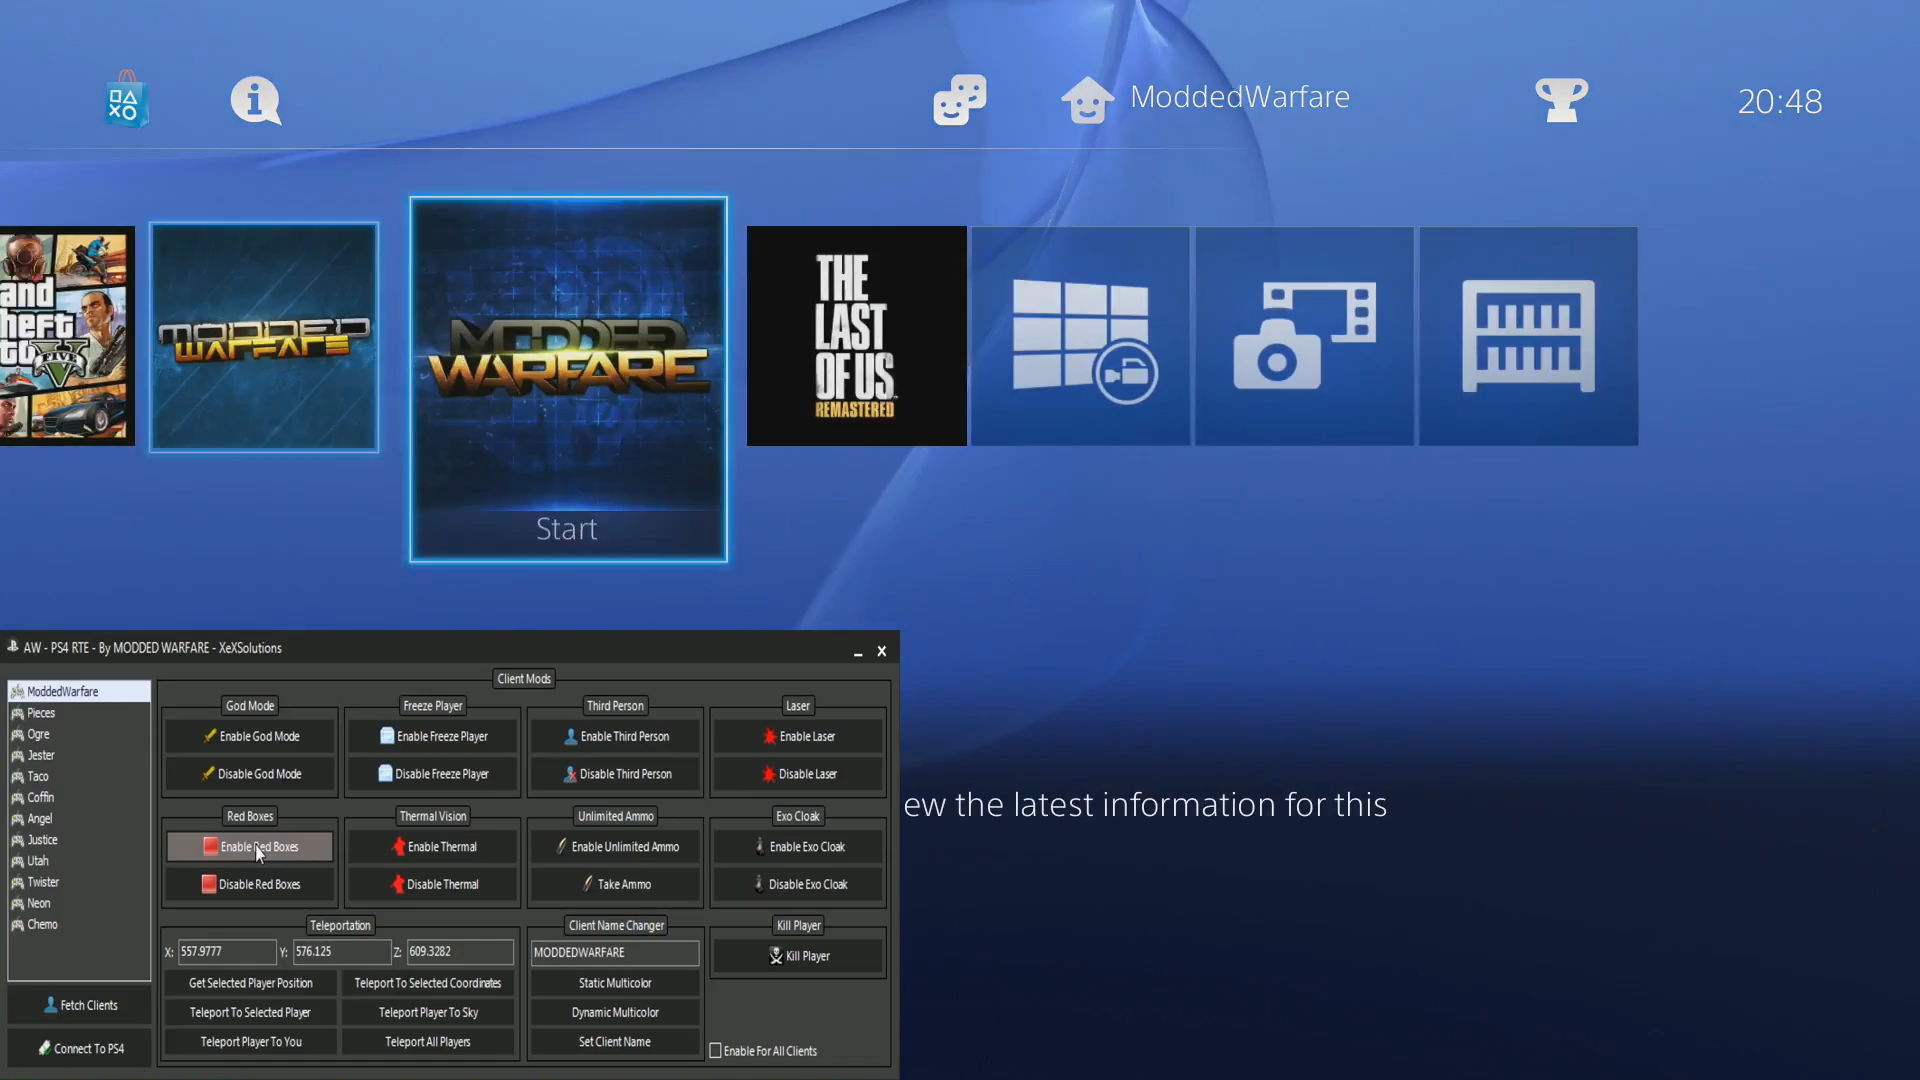 ModdedWarfare
20:48
and
heft
to
FIVE
V
MODDED
WARFARE
MODDED
WARFARE
Start
THE
LAST
OF US
REMASTERED
ew the latest information for this
AW - PS4 RTE - By MODDED WARFARE - XeXSolutions
ModdedWarfare
Pieces
Ogre
Jester
Taco
Coffin
Angel
Justice
Utah
Twister
Neon
Chemo
Fetch Clients
Connect To PS4
Client Mods
God Mode
Enable God Mode
Disable God Mode
Freeze Player
Enable Freeze Player
Disable Freeze Player
Third Person
Enable Third Person
Disable Third Person
Laser
Enable Laser
Disable Laser
Red Boxes
Enable Red Boxes
Disable Red Boxes
Thermal Vision
Enable Thermal
Disable Thermal
Unlimited Ammo
Enable Unlimited Ammo
Take Ammo
Exo Cloak
Enable Exo Cloak
Disable Exo Cloak
Teleportation
X: 557.9777 Y: 576.125 Z: 609.3282
Get Selected Player Position
Teleport To Selected Coordinates
Teleport To Selected Player
Teleport Player To Sky
Teleport Player To You
Teleport All Players
Client Name Changer
MODDEDWARFARE
Static Multicolor
Dynamic Multicolor
Set Client Name
Kill Player
Kill Player
Enable For All Clients